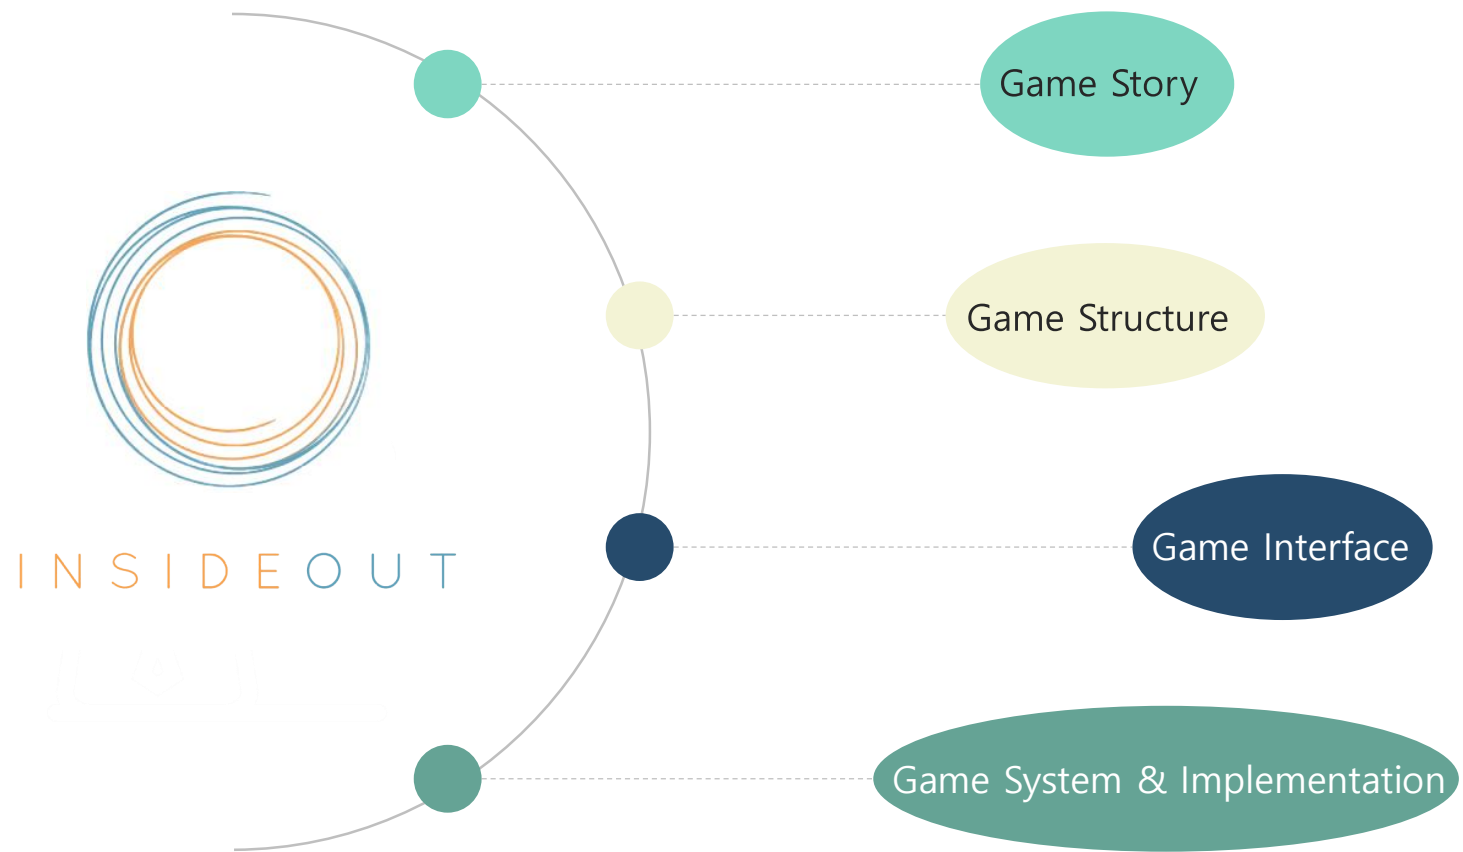 Game Story
Game Structure
INSIDEOUT
Game Interface
Game System & Implementation